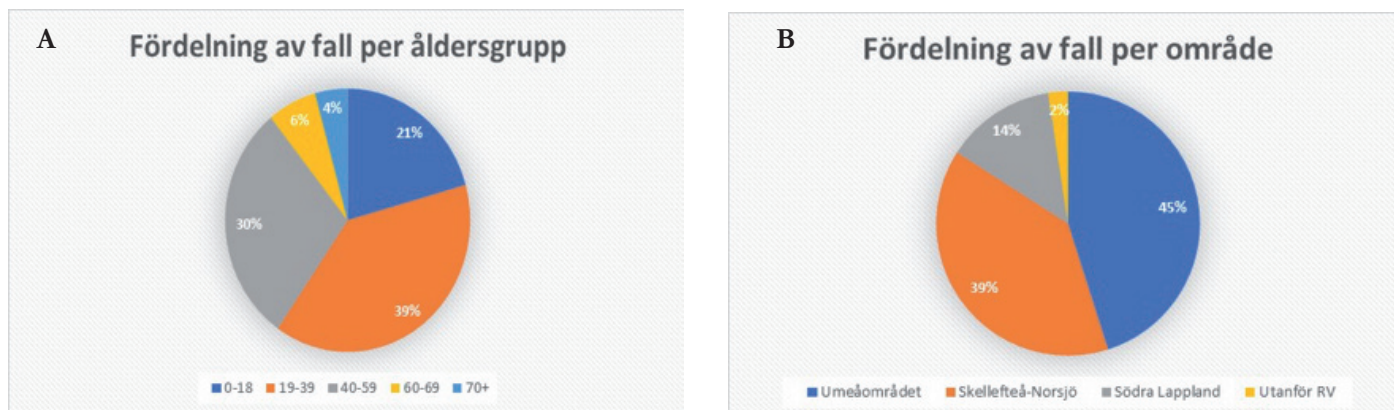 A
Fördelning av fall per åldersgrupp
4%
6%
21%
30%
39%
0-18 19-39 40-59 60-69 70+
B
Fördelning av fall per område
2%
14%
45%
39%
Umeåområdet Skellefteå-Norsjö Södra Lappland Utanför RV